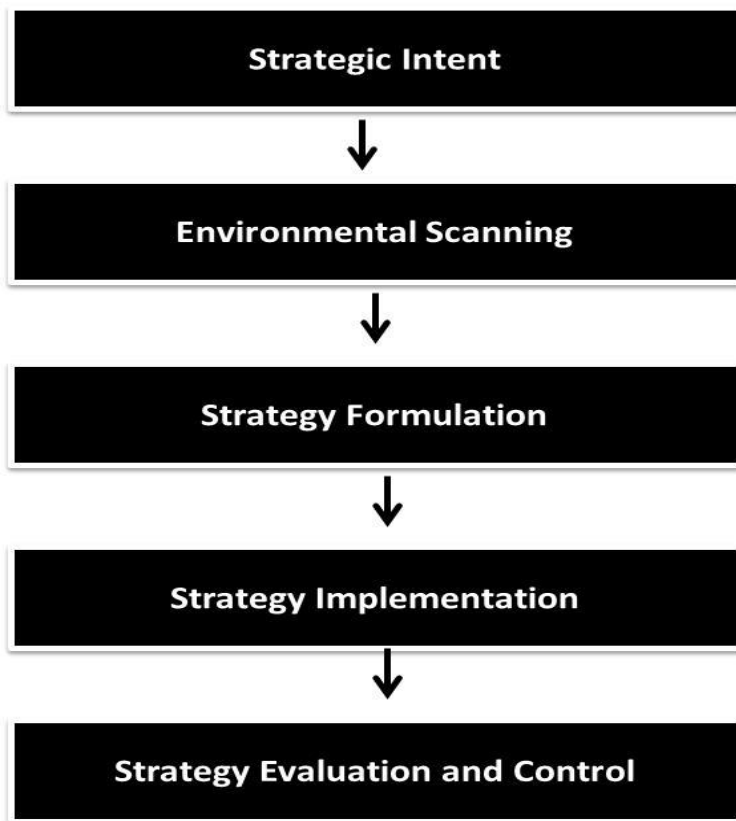 Strategic Intent
Environmental Scanning
Strategy Formulation
Strategy Implementation
Strategy Evaluation and Control